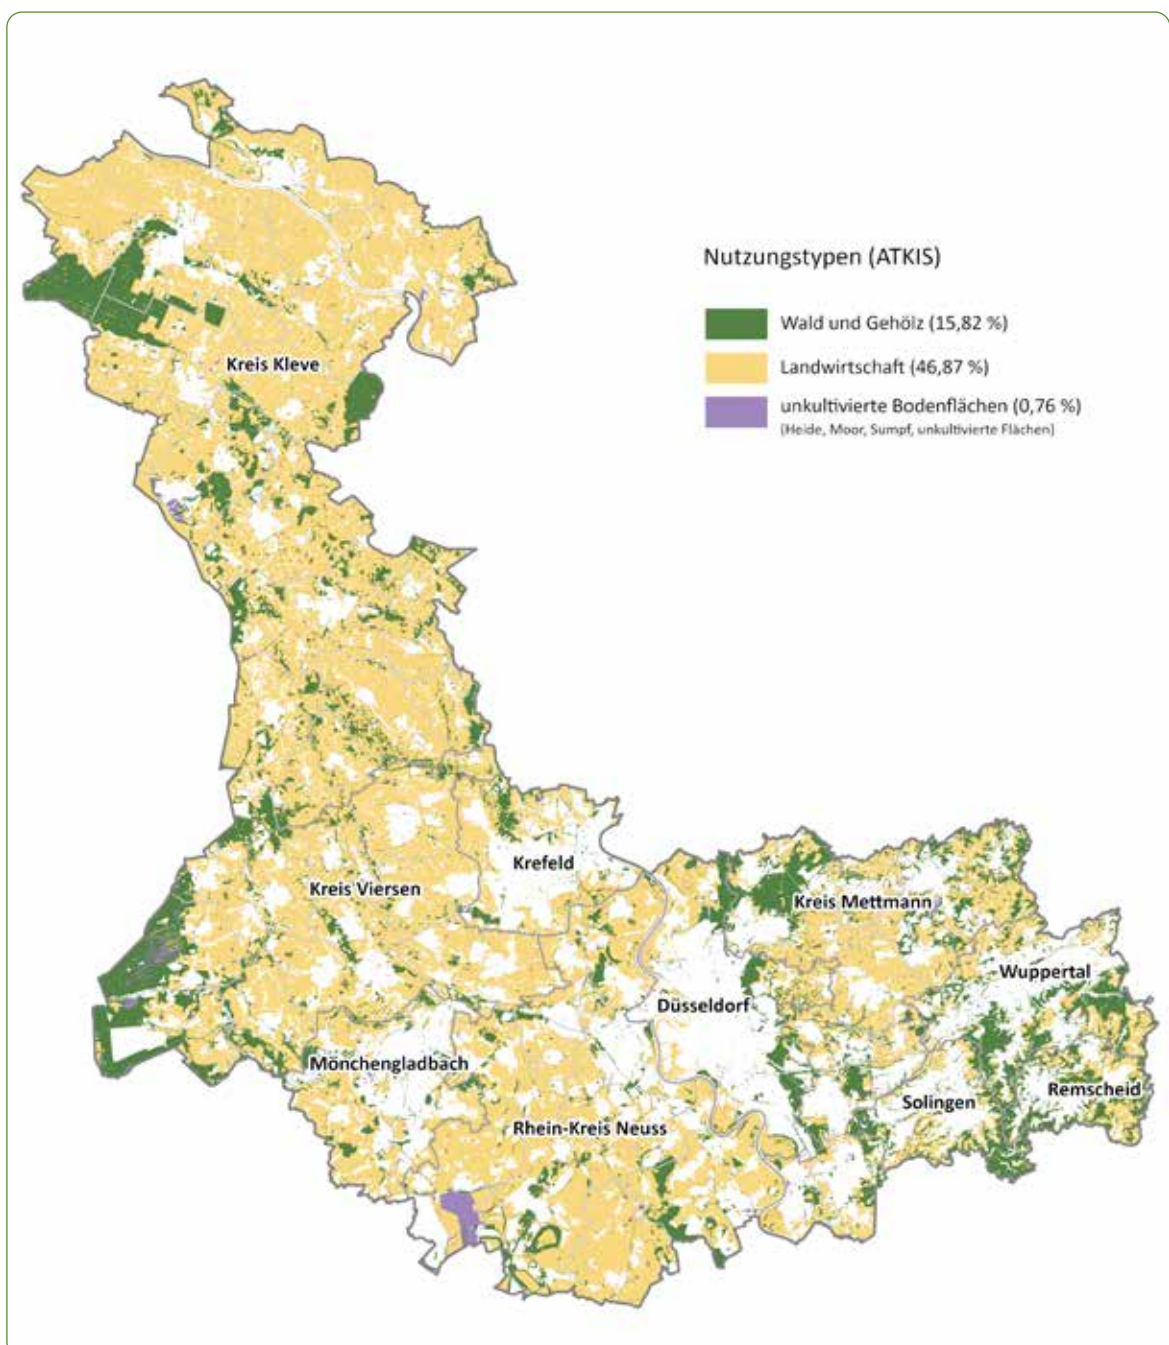 Nutzungstypen (ATKIS)
Wald und Gehölz (15,82 %)
Landwirtschaft (46,87 %)
unkultivierte Bodenflächen (0,76 %)
(Heide, Moor, Sumpf, unkultivierte Flächen)
Kreis Kleve
Krefeld
Kreis Viersen
Kreis Mettmann
Wuppertal
Düsseldorf
Mönchengladbach
Remscheid
Solingen
Rhein-Kreis Neuss